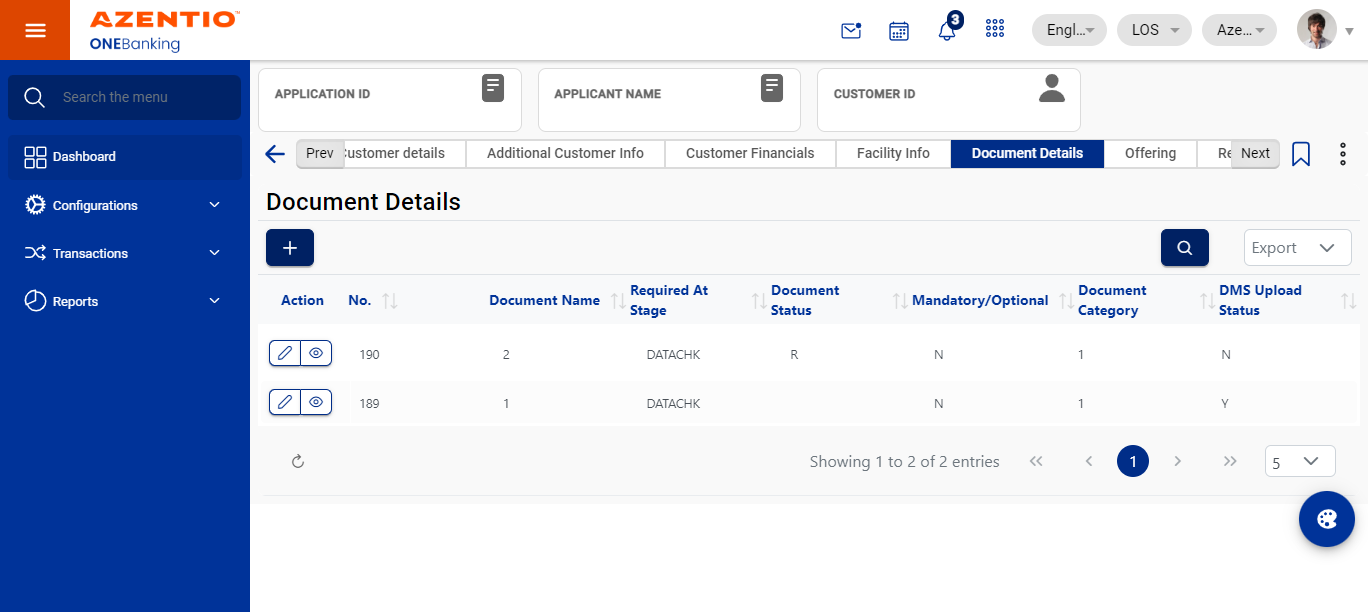 AZENTIO™
ONEBanking
3
Engl...
LOS
Aze...
Search the menu
Dashboard
Configurations
Transactions
Reports
APPLICATION ID
APPLICANT NAME
CUSTOMER ID
Prev
ustomer details
Additional Customer Info
Customer Financials
Facility Info
Document Details
Offering
Re
Next
Document Details
+
Export
Action No. Document Name Required At Stage Document Status Mandatory/Optional Document Category DMS Upload Status
190 2 DATACHK R N 1 N
189 1 DATACHK N 1 Y
Showing 1 to 2 of 2 entries
1
5